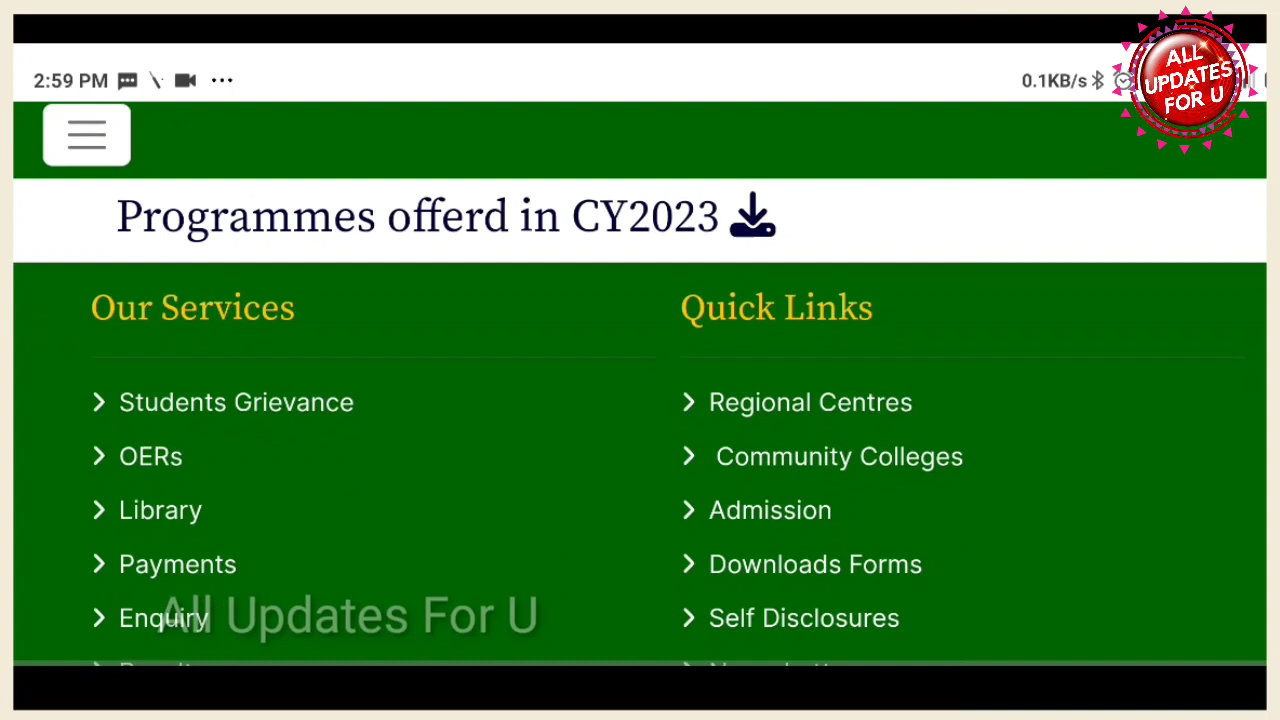 2:59 PM
0.1KB/s
ALL
UPDATES
FOR U
Programmes offerd in CY2023
Our Services
Quick Links
Students Grievance
Regional Centres
OERs
Community Colleges
Library
Admission
Payments
Downloads Forms
Enquiry
Self Disclosures
All Updates For U